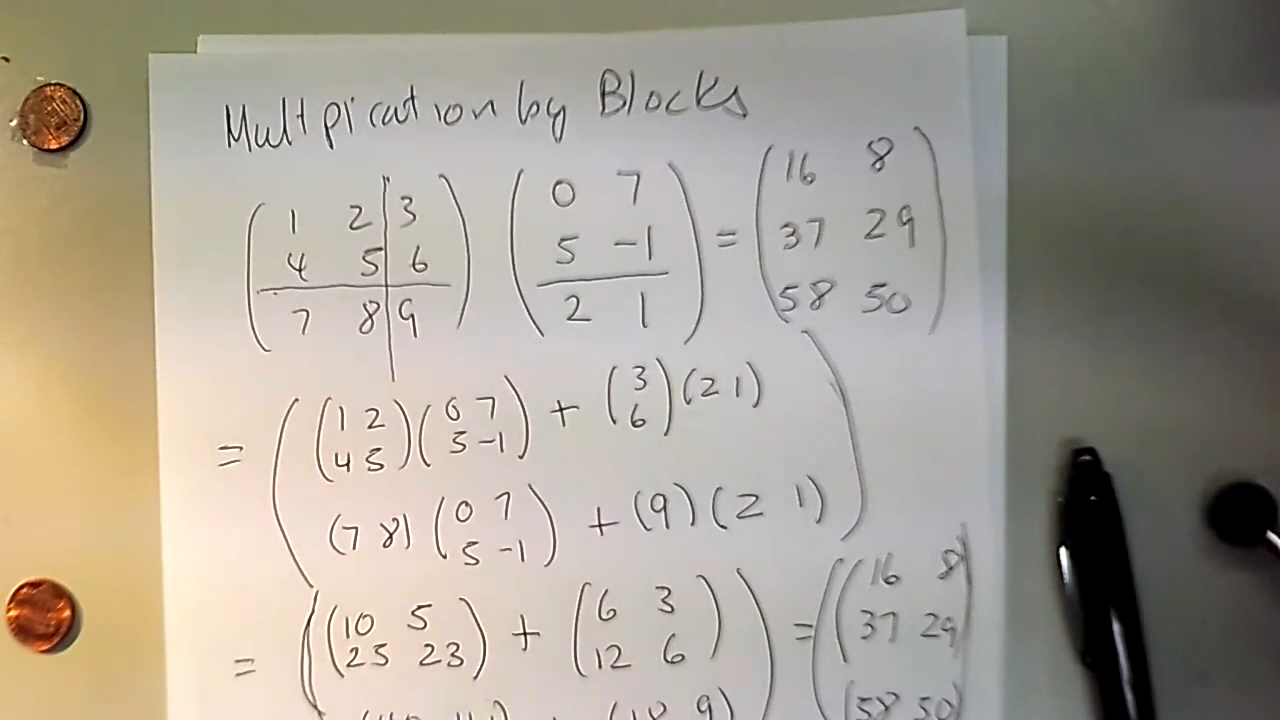 Multpication by Blocks
( 1 2 | 3 ) ( 0 7 ) = ( 16 8 )
( 4 5 | 6 ) ( 5 -1 ) ( 37 29 )
( 7 8 | 9 ) ( 2 1 ) ( 58 50 )
= ( ( 1 2 ) ( 0 7 ) + ( 3 ) ( 2 1 ) )
( 4 5 ) ( 5 -1 ) ( 6 )
( 7 8 ) ( 0 7 ) + ( 9 ) ( 2 1 )
( 5 -1 )
= ( ( 10 5 ) + ( 6 3 ) ) = ( ( 16 8 )
( 25 23 ) ( 12 6 ) ( 37 29 )
( 58 50 )